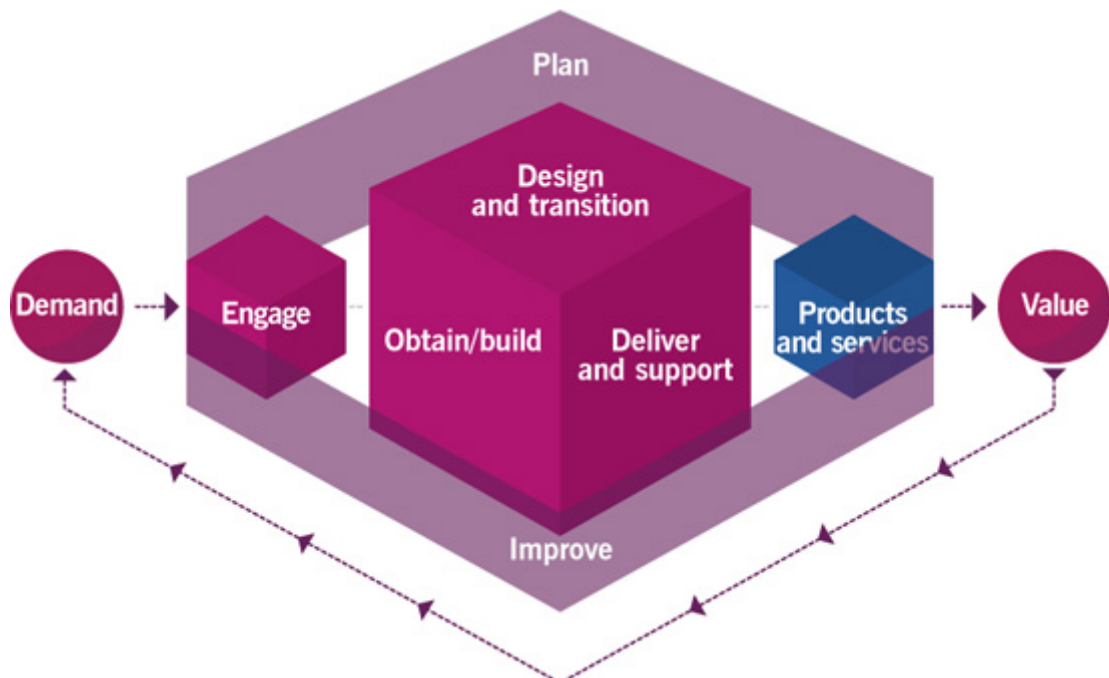 Plan
Design
and transition
Demand
Engage
Obtain/build
Deliver
and support
Products
and services
Value
Improve